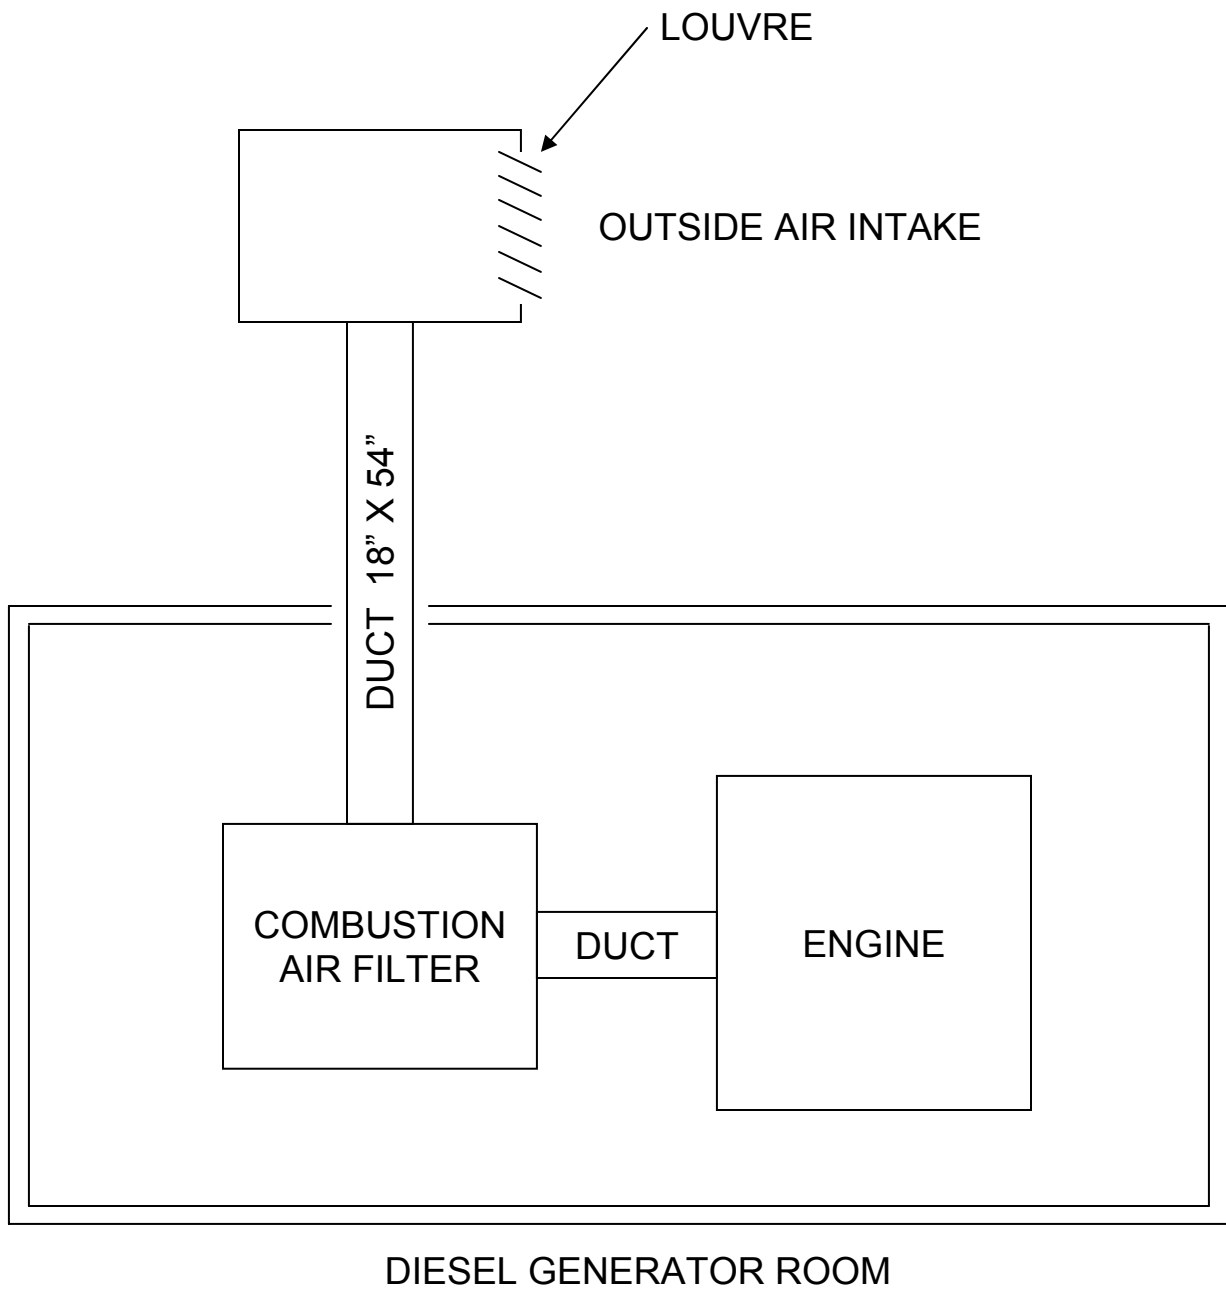 LOUVRE
OUTSIDE AIR INTAKE
DUCT 18” X 54”
COMBUSTION
AIR FILTER
DUCT
ENGINE
DIESEL GENERATOR ROOM